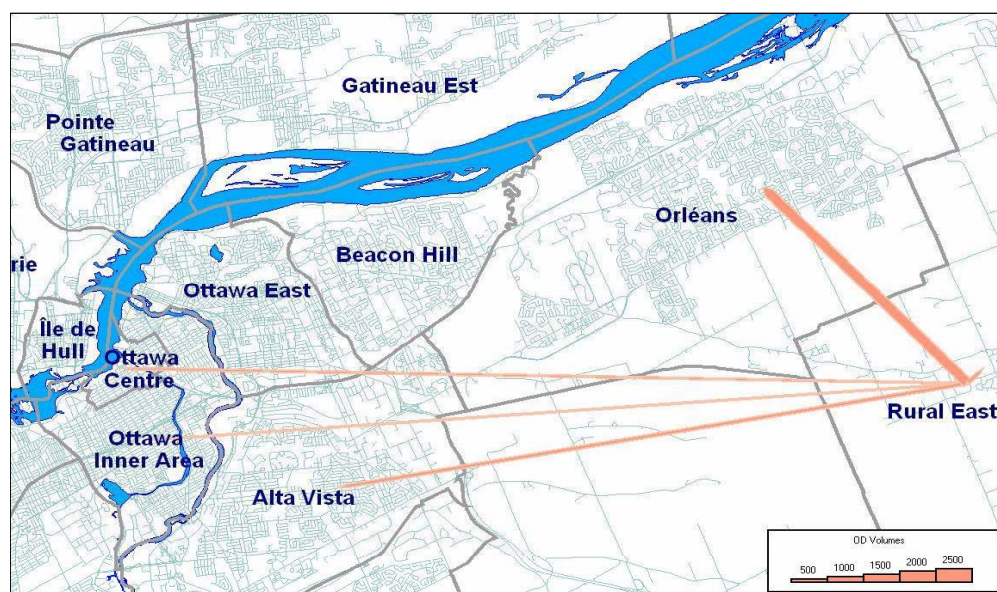 Gatineau Est
Pointe
Gatineau
Orléans
Beacon Hill
rie
Ottawa East
Île de
Hull
Ottawa
Centre
Rural East
Ottawa
Inner Area
Alta Vista
OD Volumes
500 1000 1500 2000 2500